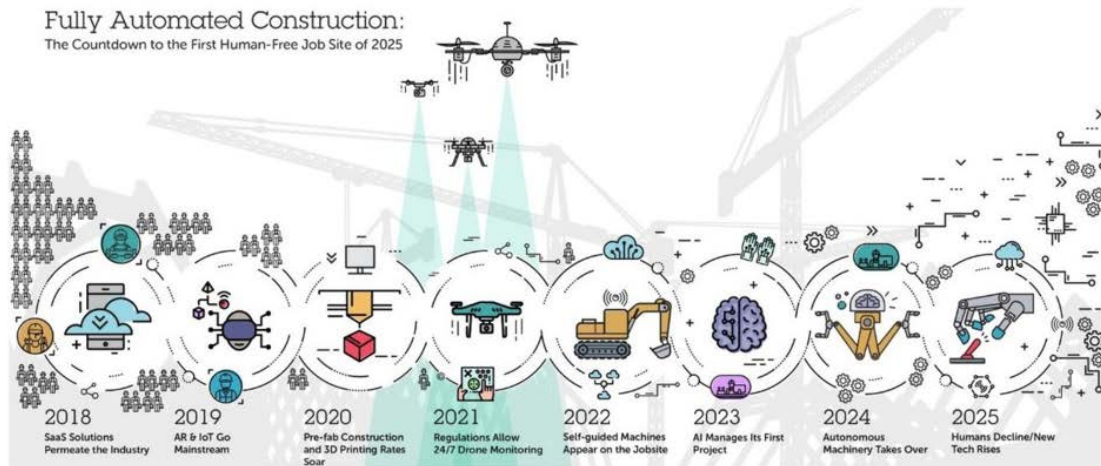 Fully Automated Construction:
The Countdown to the First Human-Free Job Site of 2025
2018
SaaS Solutions
Permeate the Industry
2019
AR & IoT Go
Mainstream
2020
Pre-fab Construction
and 3D Printing Rates
Soar
2021
Regulations Allow
24/7 Drone Monitoring
2022
Self-guided Machines
Appear on the Jobsite
2023
AI Manages Its First
Project
2024
Autonomous
Machinery Takes Over
2025
Humans Decline/New
Tech Rises